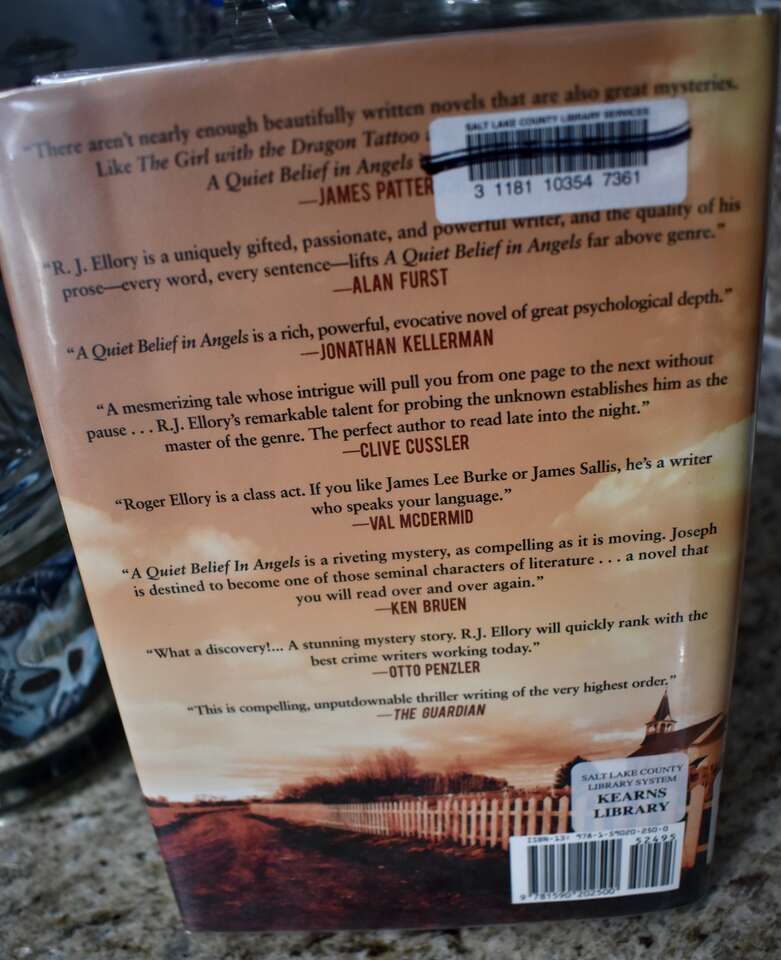 "There aren't nearly enough beautifully written novels that are also great mysteries.
Like The Girl with the Dragon Tattoo
A Quiet Belief in Angels
—JAMES PATTER
SALT LAKE COUNTY LIBRARY SERVICES
3 1181 10354 7361
"R. J. Ellory is a uniquely gifted, passionate, and powerful writer, and the quality of his
prose—every word, every sentence—lifts A Quiet Belief in Angels far above genre."
—ALAN FURST
"A Quiet Belief in Angels is a rich, powerful, evocative novel of great psychological depth."
—JONATHAN KELLERMAN
"A mesmerizing tale whose intrigue will pull you from one page to the next without
pause . . . R.J. Ellory's remarkable talent for probing the unknown establishes him as the
master of the genre. The perfect author to read late into the night."
—CLIVE CUSSLER
"Roger Ellory is a class act. If you like James Lee Burke or James Sallis, he's a writer
who speaks your language."
—VAL MCDERMID
"A Quiet Belief In Angels is a riveting mystery, as compelling as it is moving. Joseph
is destined to become one of those seminal characters of literature . . . a novel that
you will read over and over again."
—KEN BRUEN
"What a discovery!... A stunning mystery story. R.J. Ellory will quickly rank with the
best crime writers working today."
—OTTO PENZLER
"This is compelling, unputdownable thriller writing of the very highest order."
—THE GUARDIAN
SALT LAKE COUNTY
LIBRARY SYSTEM
KEARNS
LIBRARY
ISBN-13: 978-1-59020-250-0
52495
9 781590 202500